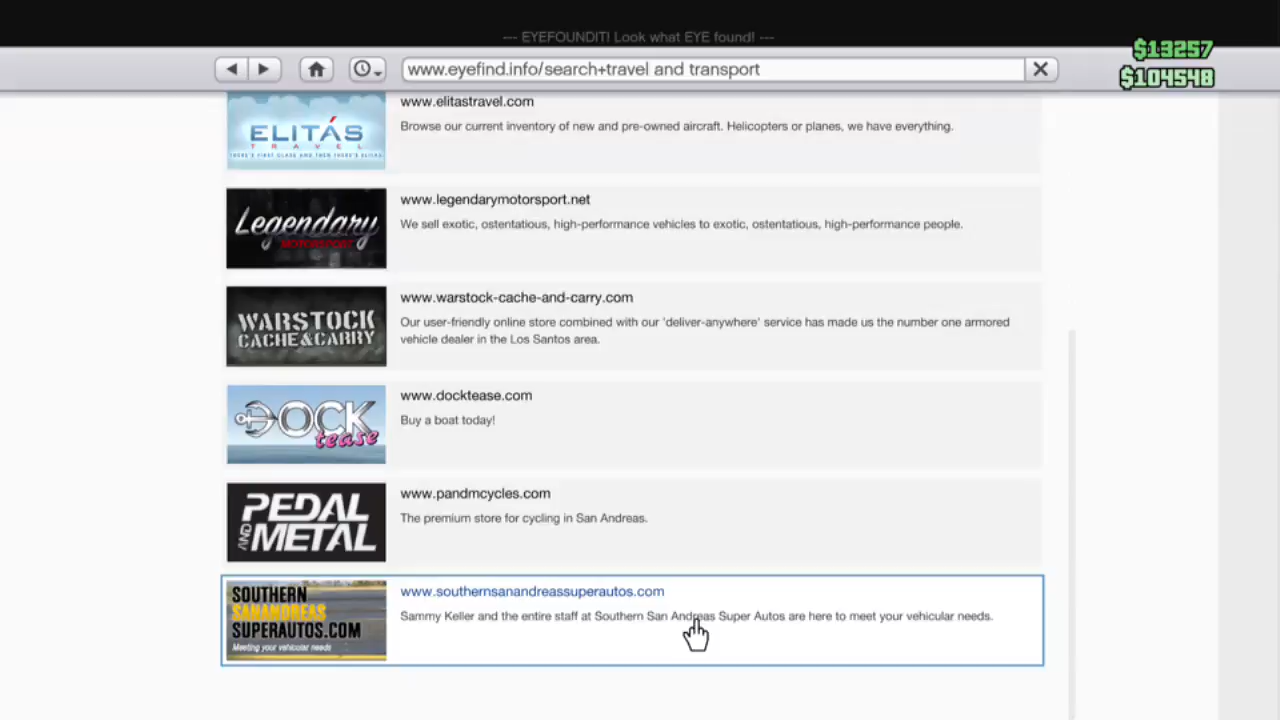 --- EYEFOUNDIT! Look what EYE found! ---
$13257
www.eyefind.info/search+travel and transport
$104548
ELITÁS
TRAVEL
THERE'S FIRST CLASS AND THEN THERE'S ELITÁS
www.elitastravel.com
Browse our current inventory of new and pre-owned aircraft. Helicopters or planes, we have everything.
Legendary
MOTORSPORT
www.legendarymotorsport.net
We sell exotic, ostentatious, high-performance vehicles to exotic, ostentatious, high-performance people.
WARSTOCK
CACHE&CARRY
www.warstock-cache-and-carry.com
Our user-friendly online store combined with our 'deliver-anywhere' service has made us the number one armored
vehicle dealer in the Los Santos area.
DOCK
tease
www.docktease.com
Buy a boat today!
PEDAL
AND METAL
www.pandmcycles.com
The premium store for cycling in San Andreas.
SOUTHERN
SANANDREAS
SUPERAUTOS.COM
Meeting your vehicular needs
www.southernsanandreassuperautos.com
Sammy Keller and the entire staff at Southern San Andreas Super Autos are here to meet your vehicular needs.